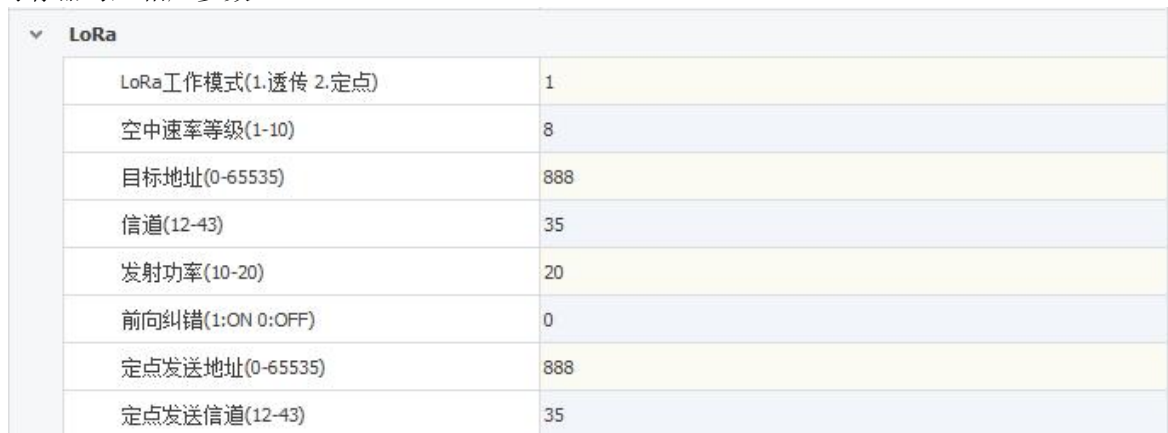 LoRa
LoRa工作模式(1.透传 2.定点) 1
空中速率等级(1-10) 8
目标地址(0-65535) 888
信道(12-43) 35
发射功率(10-20) 20
前向纠错(1:ON 0:OFF) 0
定点发送地址(0-65535) 888
定点发送信道(12-43) 35